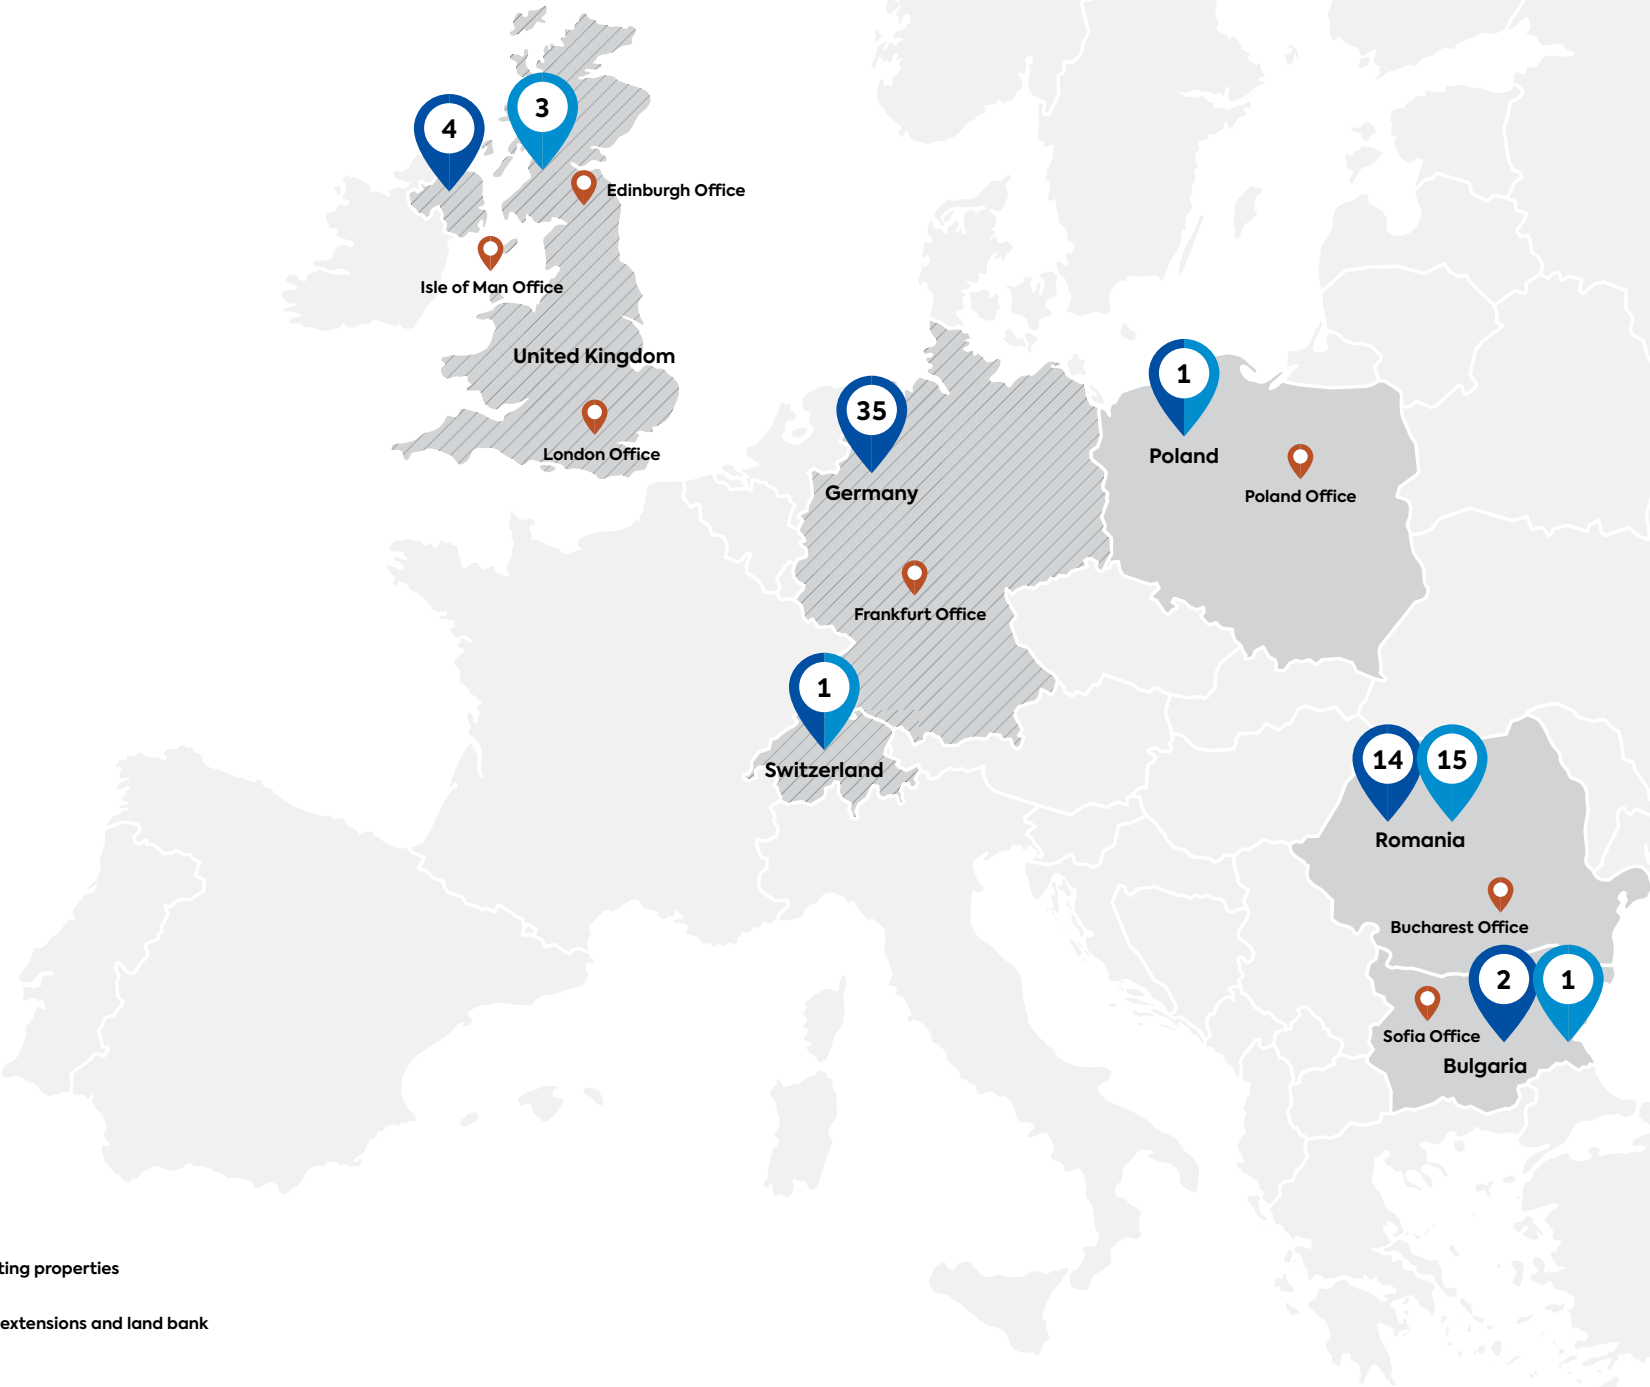 3
4
Edinburgh Office
Isle of Man Office
United Kingdom
London Office
35
Germany
Frankfurt Office
1
Poland
Poland Office
1
Switzerland
14 15
Romania
Bucharest Office
2 1
Sofia Office
Bulgaria
properties
extensions and land bank